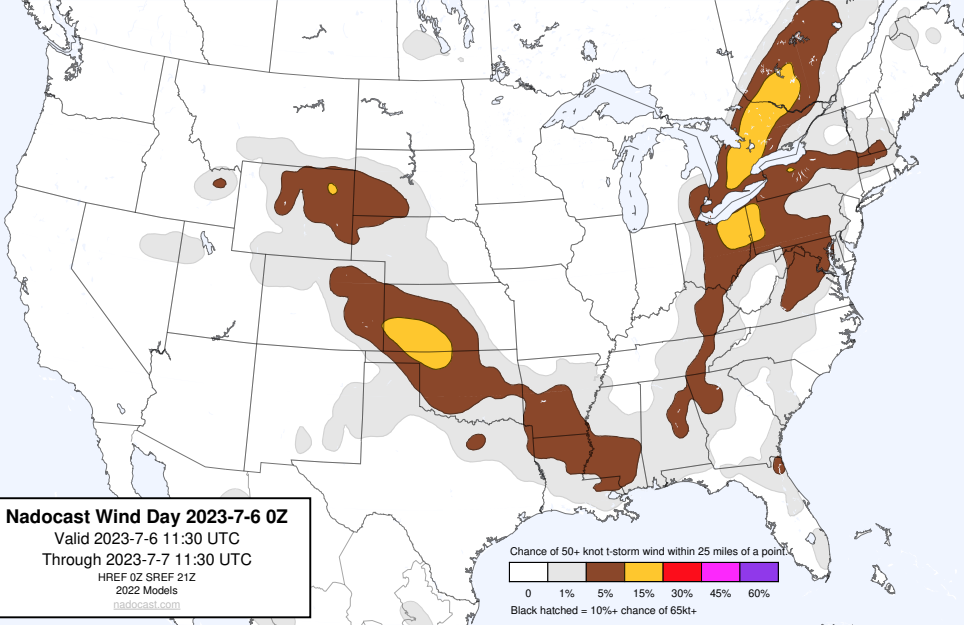 Nadocast Wind Day 2023-7-6 0Z
Valid 2023-7-6 11:30 UTC
Through 2023-7-7 11:30 UTC
HREF 0Z SREF 21Z
2022 Models
nadocast.com
Chance of 50+ knot t-storm wind within 25 miles of a point.
0 1% 5% 15% 30% 45% 60%
Black hatched = 10%+ chance of 65kt+